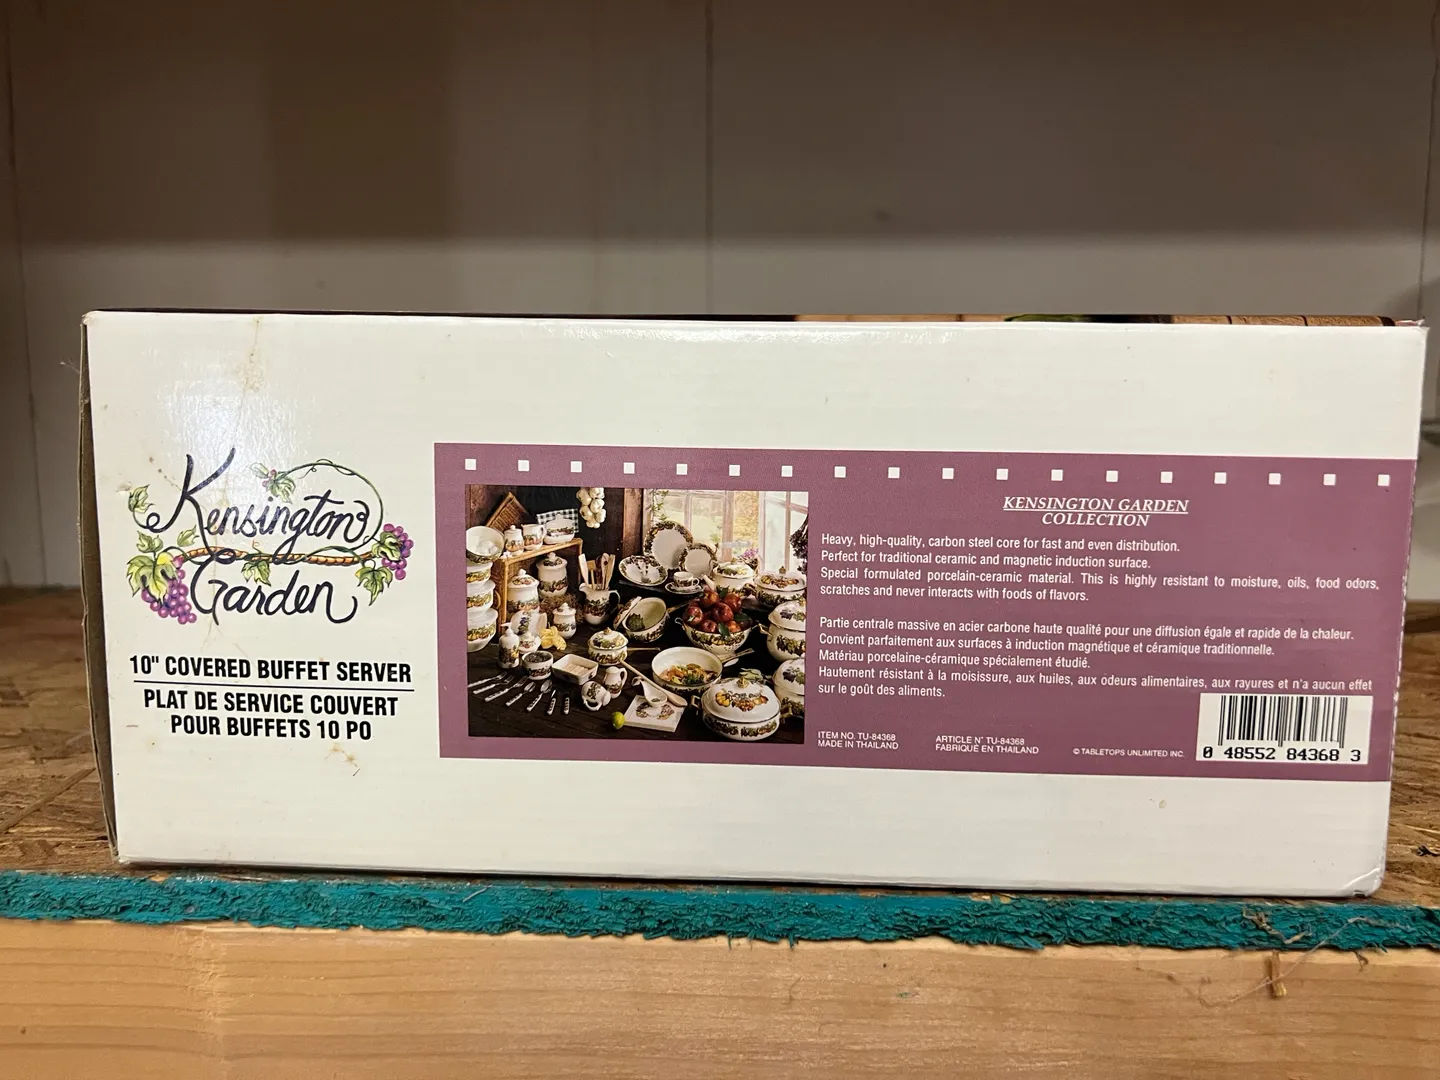 Kensington
Garden
10" COVERED BUFFET SERVER
PLAT DE SERVICE COUVERT
POUR BUFFETS 10 PO
KENSINGTON GARDEN
COLLECTION
Heavy, high-quality, carbon steel core for fast and even distribution.
Perfect for traditional ceramic and magnetic induction surface.
Special formulated porcelain-ceramic material. This is highly resistant to moisture, oils, food odors,
scratches and never interacts with foods of flavors.
Partie centrale massive en acier carbone haute qualité pour une diffusion égale et rapide de la chaleur.
Convient parfaitement aux surfaces à induction magnétique et céramique traditionnelle.
Matériau porcelaine-céramique spécialement étudié.
Hautement résistant à la moisissure, aux huiles, aux odeurs alimentaires, aux rayures et n'a aucun effet
sur le goût des aliments.
ITEM NO. TU-84368
MADE IN THAILAND
ARTICLE N° TU-84368
FABRIQUÉ EN THAILAND
© TABLETOPS UNLIMITED INC.
0 48552 84368 3